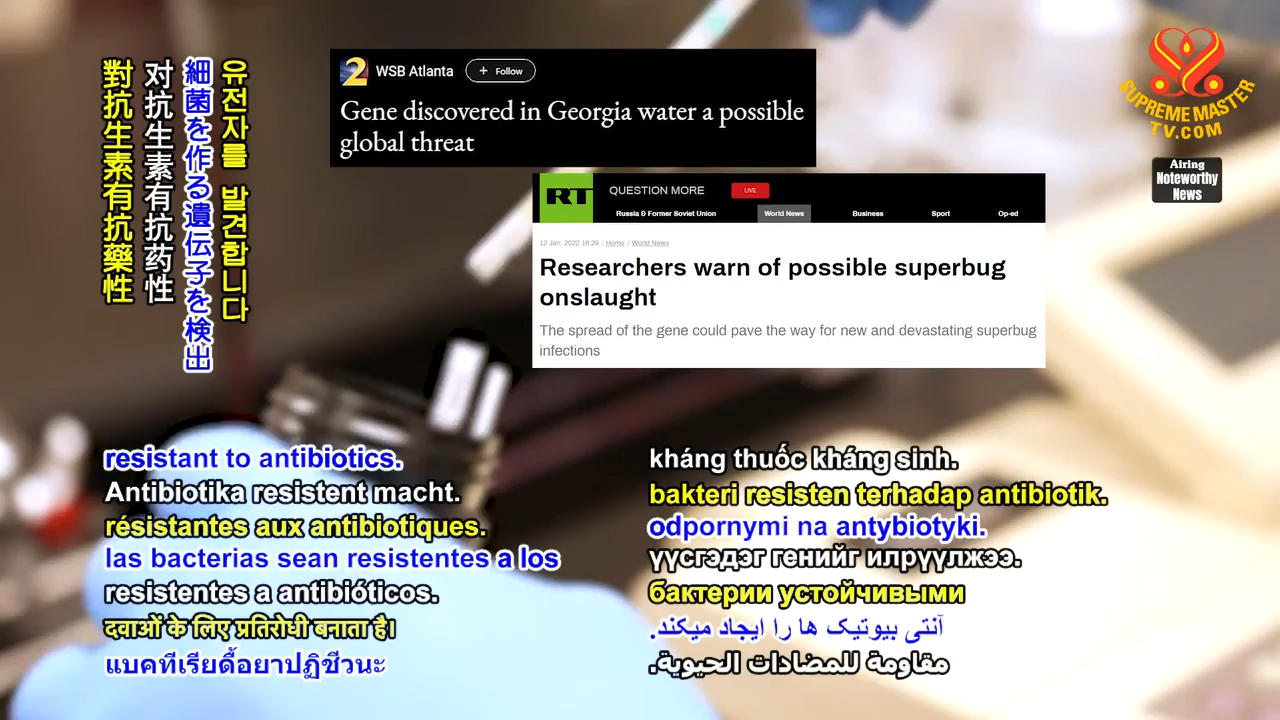 對抗生素有抗藥性
对抗生素有抗药性
細菌を作る遺伝子を検出
유전자를 발견합니다
2 WSB Atlanta + Follow
Gene discovered in Georgia water a possible
global threat
RT QUESTION MORE LIVE
Russia & Former Soviet Union World News Business Sport Op-ed
12 Jan, 2022 16:29 / Home / World News
Researchers warn of possible superbug
onslaught
The spread of the gene could pave the way for new and devastating superbug
infections
SUPREME MASTER
TV.COM
Airing
Noteworthy
News
resistant to antibiotics.
Antibiotika resistent macht.
résistantes aux antibiotiques.
las bacterias sean resistentes a los
resistentes a antibióticos.
दवाओं के लिए प्रतिरोधी बनाता है।
แบคทีเรียดื้อยาปฏิชีวนะ
kháng thuốc kháng sinh.
bakteri resisten terhadap antibiotik.
odpornymi na antybiotyki.
үүсгэдэг генийг илрүүлжээ.
бактерии устойчивыми
آنتی بیوتیک ها را ایجاد میکند.
مقاومة للمضادات الحيوية.